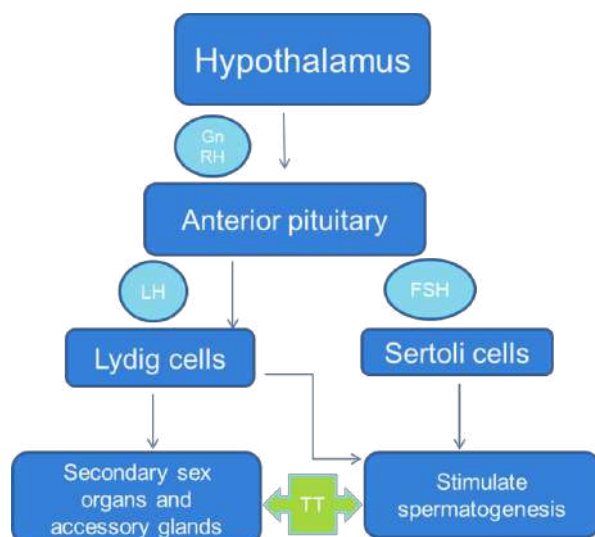 Hypothalamus
Gn
RH
Anterior pituitary
LH
FSH
Lydig cells
Sertoli cells
Secondary sex
organs and
accessory glands
TT
Stimulate
spermatogenesis